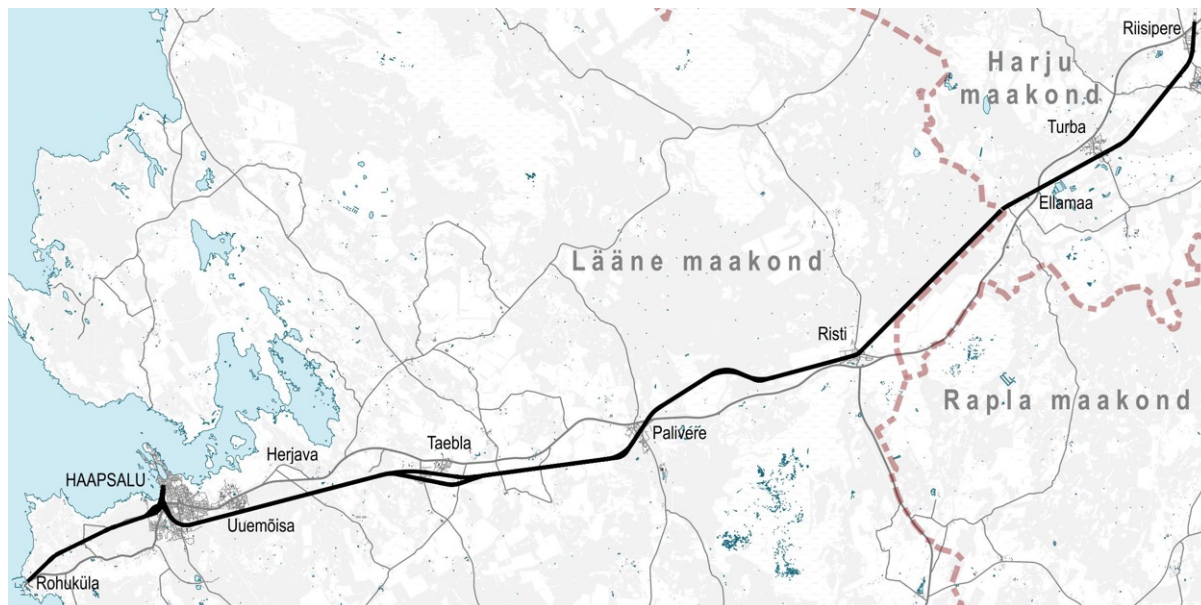 Riisipere
Harju
maakond
Turba
Ellamaa
Lääne maakond
Risti
Rapla maakond
Palivere
Taebla
Herjava
HAAPSALU
Uuemõisa
Rohuküla